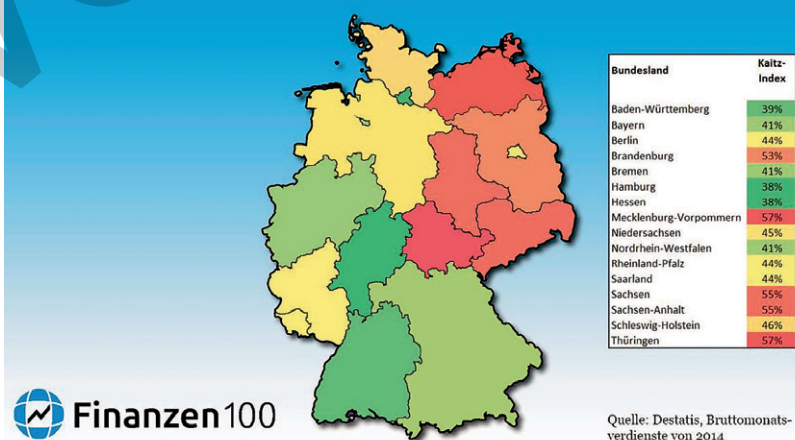 Bundesland Kaitz-Index
Baden-Württemberg 39%
Bayern 41%
Berlin 44%
Brandenburg 53%
Bremen 41%
Hamburg 38%
Hessen 38%
Mecklenburg-Vorpommern 57%
Niedersachsen 45%
Nordrhein-Westfalen 41%
Rheinland-Pfalz 44%
Saarland 44%
Sachsen 55%
Sachsen-Anhalt 55%
Schleswig-Holstein 46%
Thüringen 57%
Finanzen100
Quelle: Destatis, Bruttomonats-
verdienste von 2014